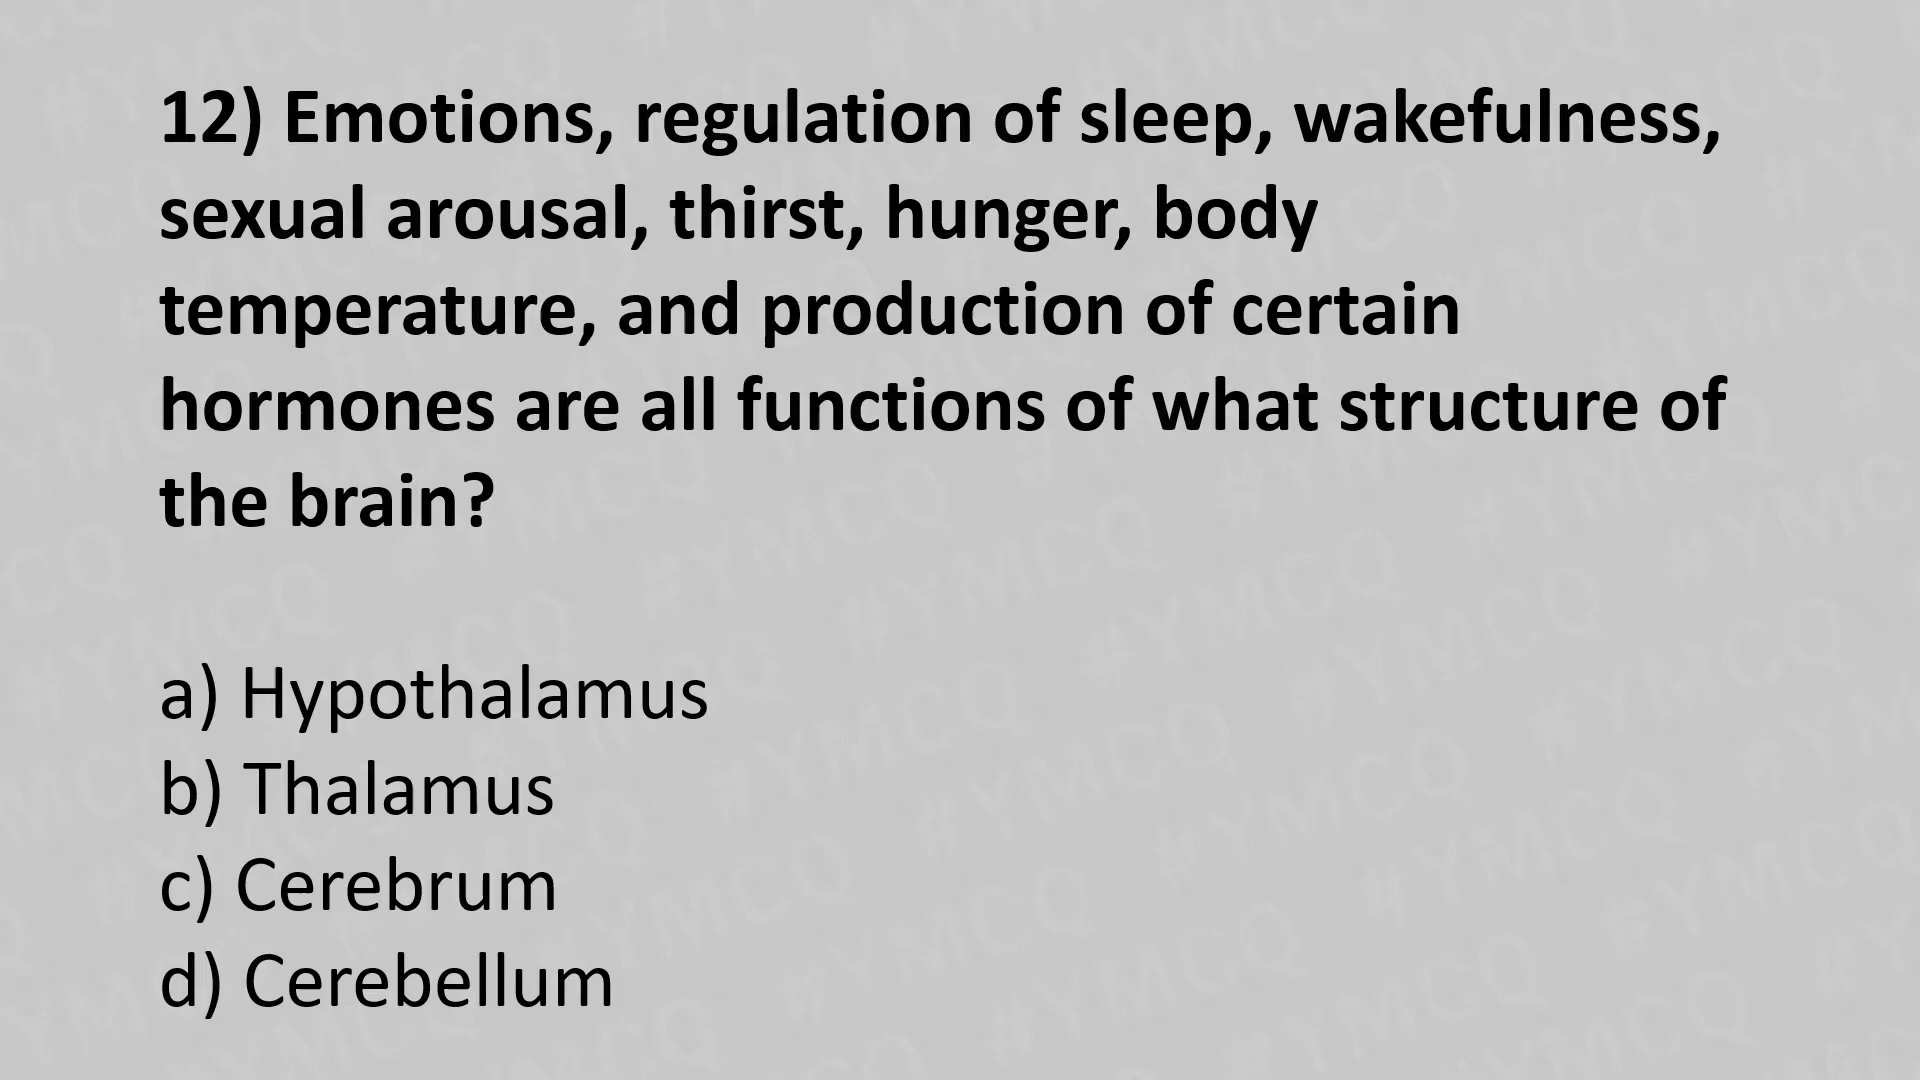 12) Emotions, regulation of sleep, wakefulness,
sexual arousal, thirst, hunger, body
temperature, and production of certain
hormones are all functions of what structure of
the brain?
a) Hypothalamus
b) Thalamus
c) Cerebrum
d) Cerebellum
#YMCQ